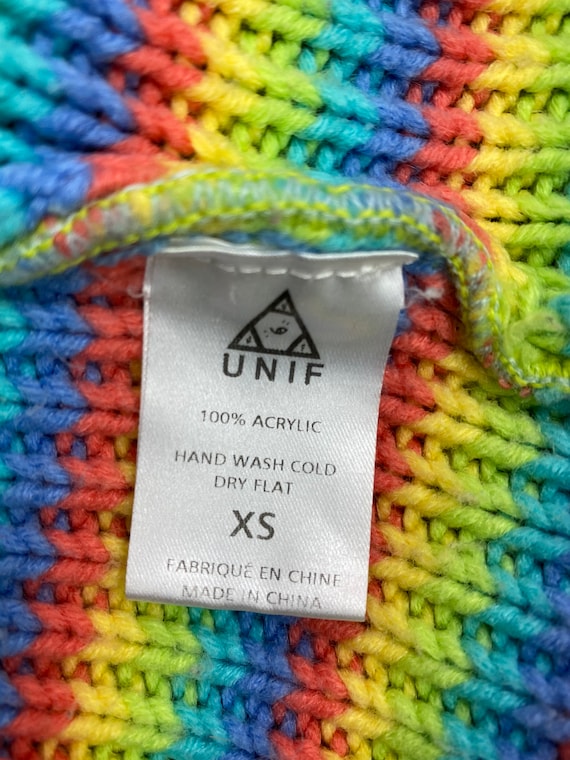 UNIF
100% ACRYLIC
HAND WASH COLD
DRY FLAT
XS
FABRIQUÉ EN CHINE
MADE IN CHINA